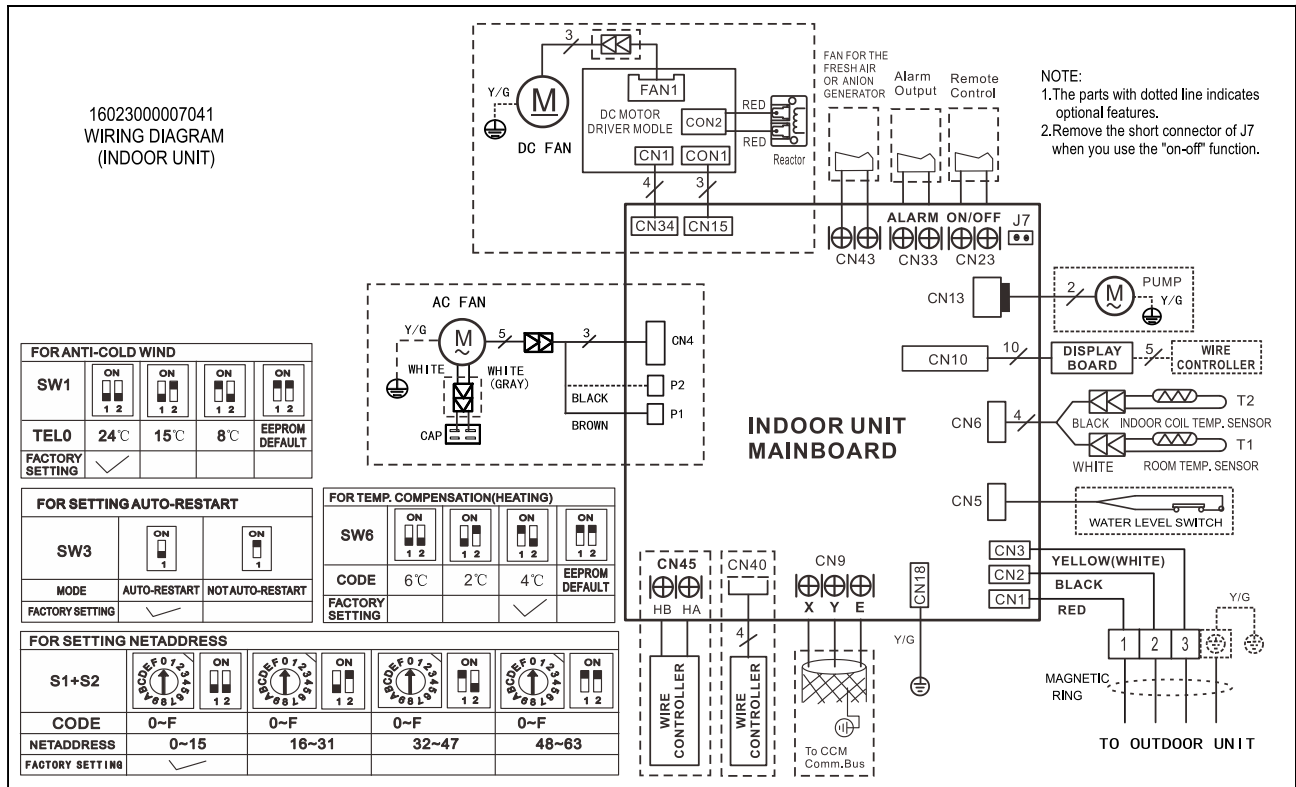 16023000007041
WIRING DIAGRAM
(INDOOR UNIT)
3
Y/G
M
DC FAN
FAN1
DC MOTOR
DRIVER MODLE
CON2
RED
RED
Reactor
CN1
CON1
4
3
CN34
CN15
FAN FOR THE
FRESH AIR
OR ANION
GENERATOR
Alarm
Output
Remote
Control
NOTE:
1.The parts with dotted line indicates
optional features.
2.Remove the short connector of J7
when you use the "on-off" function.
ALARM
ON/OFF
J7
CN43
CN33
CN23
CN13
2
M
~
PUMP
Y/G
CN10
10
DISPLAY
BOARD
5
WIRE
CONTROLLER
CN6
4
BLACK
INDOOR COIL TEMP. SENSOR
T2
T1
WHITE
ROOM TEMP. SENSOR
CN5
WATER LEVEL SWITCH
CN3
YELLOW(WHITE)
CN2
BLACK
CN1
RED
1
2
3
Y/G
MAGNETIC
RING
TO OUTDOOR UNIT
INDOOR UNIT
MAINBOARD
AC FAN
Y/G
M
~
5
3
CN4
WHITE
WHITE
(GRAY)
P2
BLACK
P1
BROWN
CAP
CN45
HB
HA
WIRE
CONTROLLER
CN40
4
WIRE
CONTROLLER
CN9
X Y E
To CCM
Comm.Bus
CN18
Y/G
FOR ANTI-COLD WIND
SW1
ON
1 2
ON
1 2
ON
1 2
ON
1 2
TEL0
24℃
15℃
8℃
EEPROM
DEFAULT
FACTORY
SETTING
FOR SETTING AUTO-RESTART
SW3
ON
1
ON
1
MODE
AUTO-RESTART
NOT AUTO-RESTART
FACTORY SETTING
FOR TEMP. COMPENSATION(HEATING)
SW6
ON
1 2
ON
1 2
ON
1 2
ON
1 2
CODE
6℃
2℃
4℃
EEPROM
DEFAULT
FACTORY
SETTING
FOR SETTING NETADDRESS
S1+S2
0123456789ABCDEF
ON
1 2
0123456789ABCDEF
ON
1 2
0123456789ABCDEF
ON
1 2
0123456789ABCDEF
ON
1 2
CODE
0~F
0~F
0~F
0~F
NETADDRESS
0~15
16~31
32~47
48~63
FACTORY SETTING